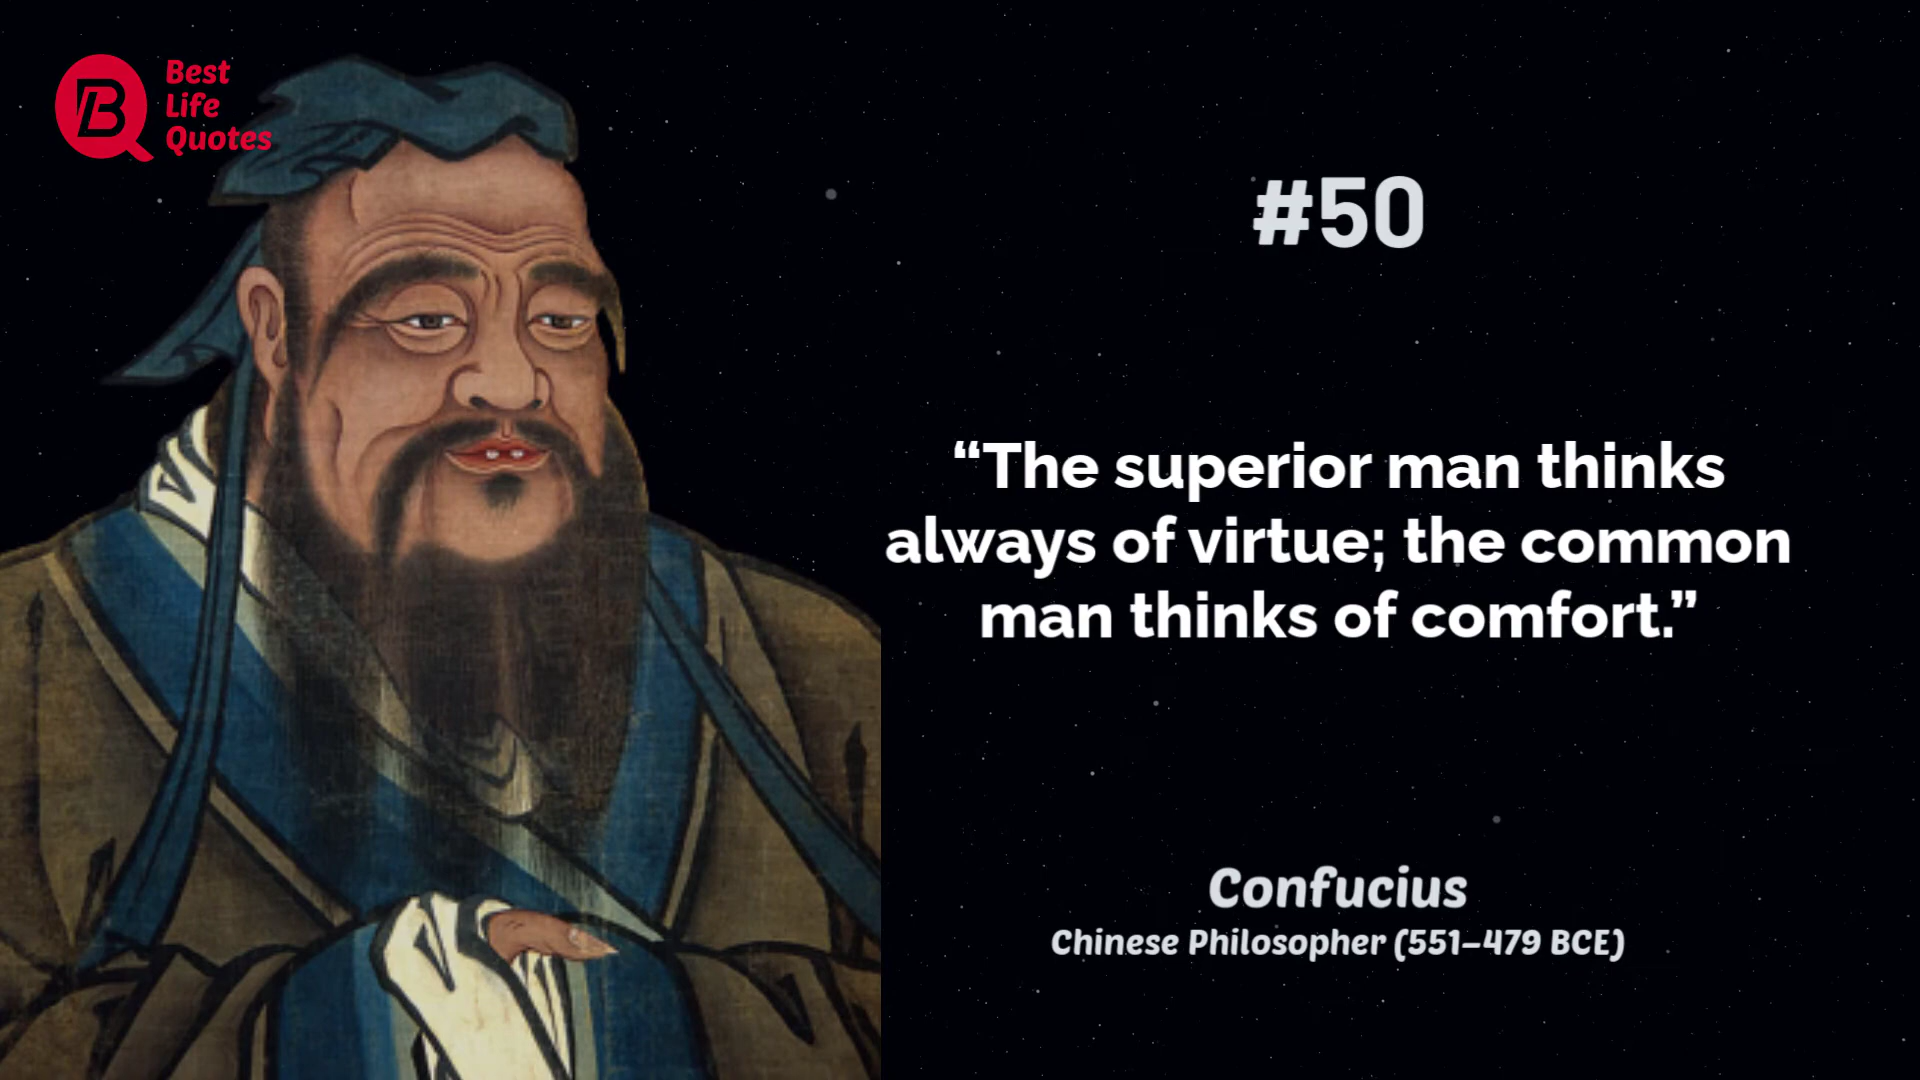 Best
Life
Quotes
#50
“The superior man thinks
always of virtue; the common
man thinks of comfort.”
Confucius
Chinese Philosopher (551–479 BCE)